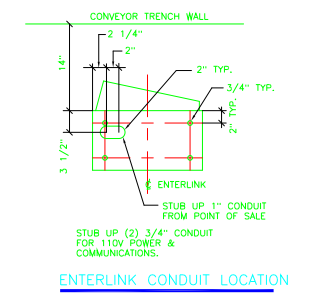 CONVEYOR TRENCH WALL
2 1/4"
2"
14"
2" TYP.
3/4" TYP.
2" TYP.
3 1/2"
℄ ENTERLINK
STUB UP 1" CONDUIT
FROM POINT OF SALE
STUB UP (2) 3/4" CONDUIT
FOR 110V POWER &
COMMUNICATIONS.
ENTERLINK CONDUIT LOCATION